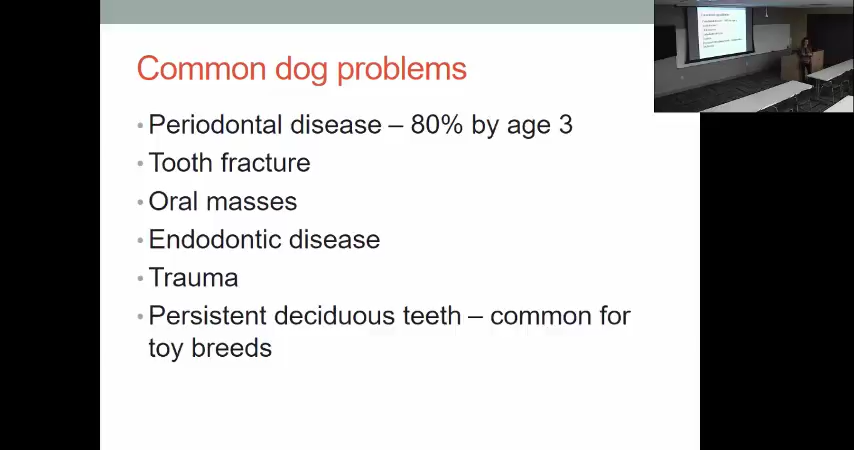 Common dog problems
• Periodontal disease – 80% by age 3
• Tooth fracture
• Oral masses
• Endodontic disease
• Trauma
• Persistent deciduous teeth – common for
toy breeds